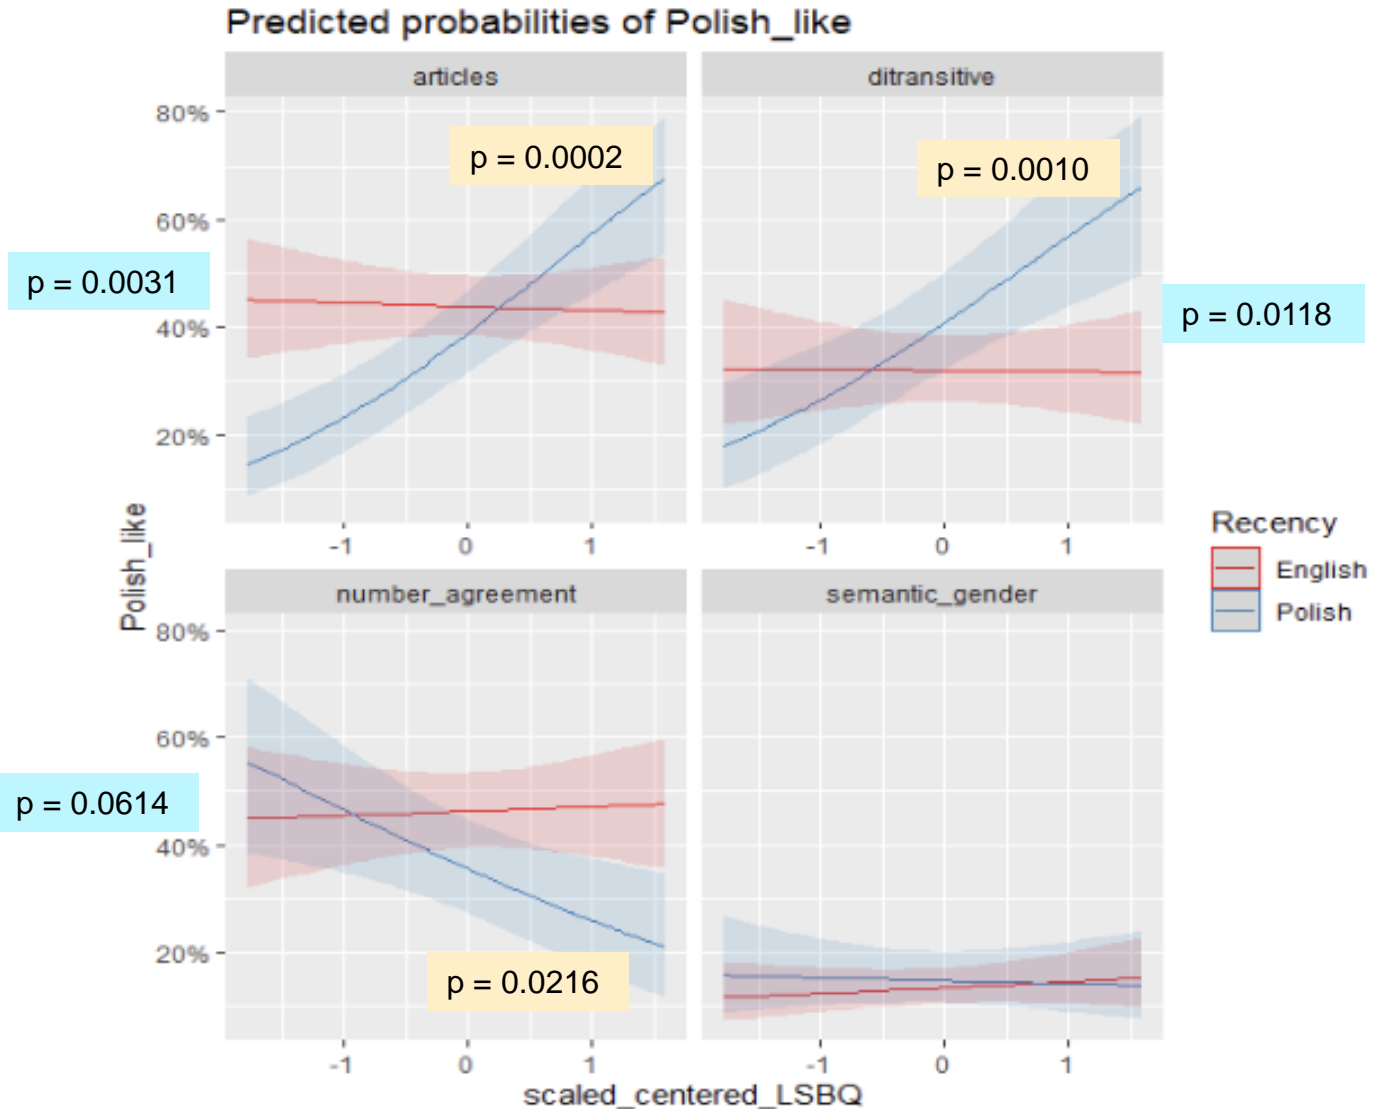 Predicted probabilities of Polish_like
articles
ditransitive
80%
60%
40%
20%
p = 0.0002
p = 0.0010
p = 0.0031
p = 0.0118
-1 0 1
-1 0 1
Polish_like
number_agreement
semantic_gender
80%
60%
40%
20%
p = 0.0614
p = 0.0216
-1 0 1
-1 0 1
scaled_centered_LSBQ
Recency
English
Polish